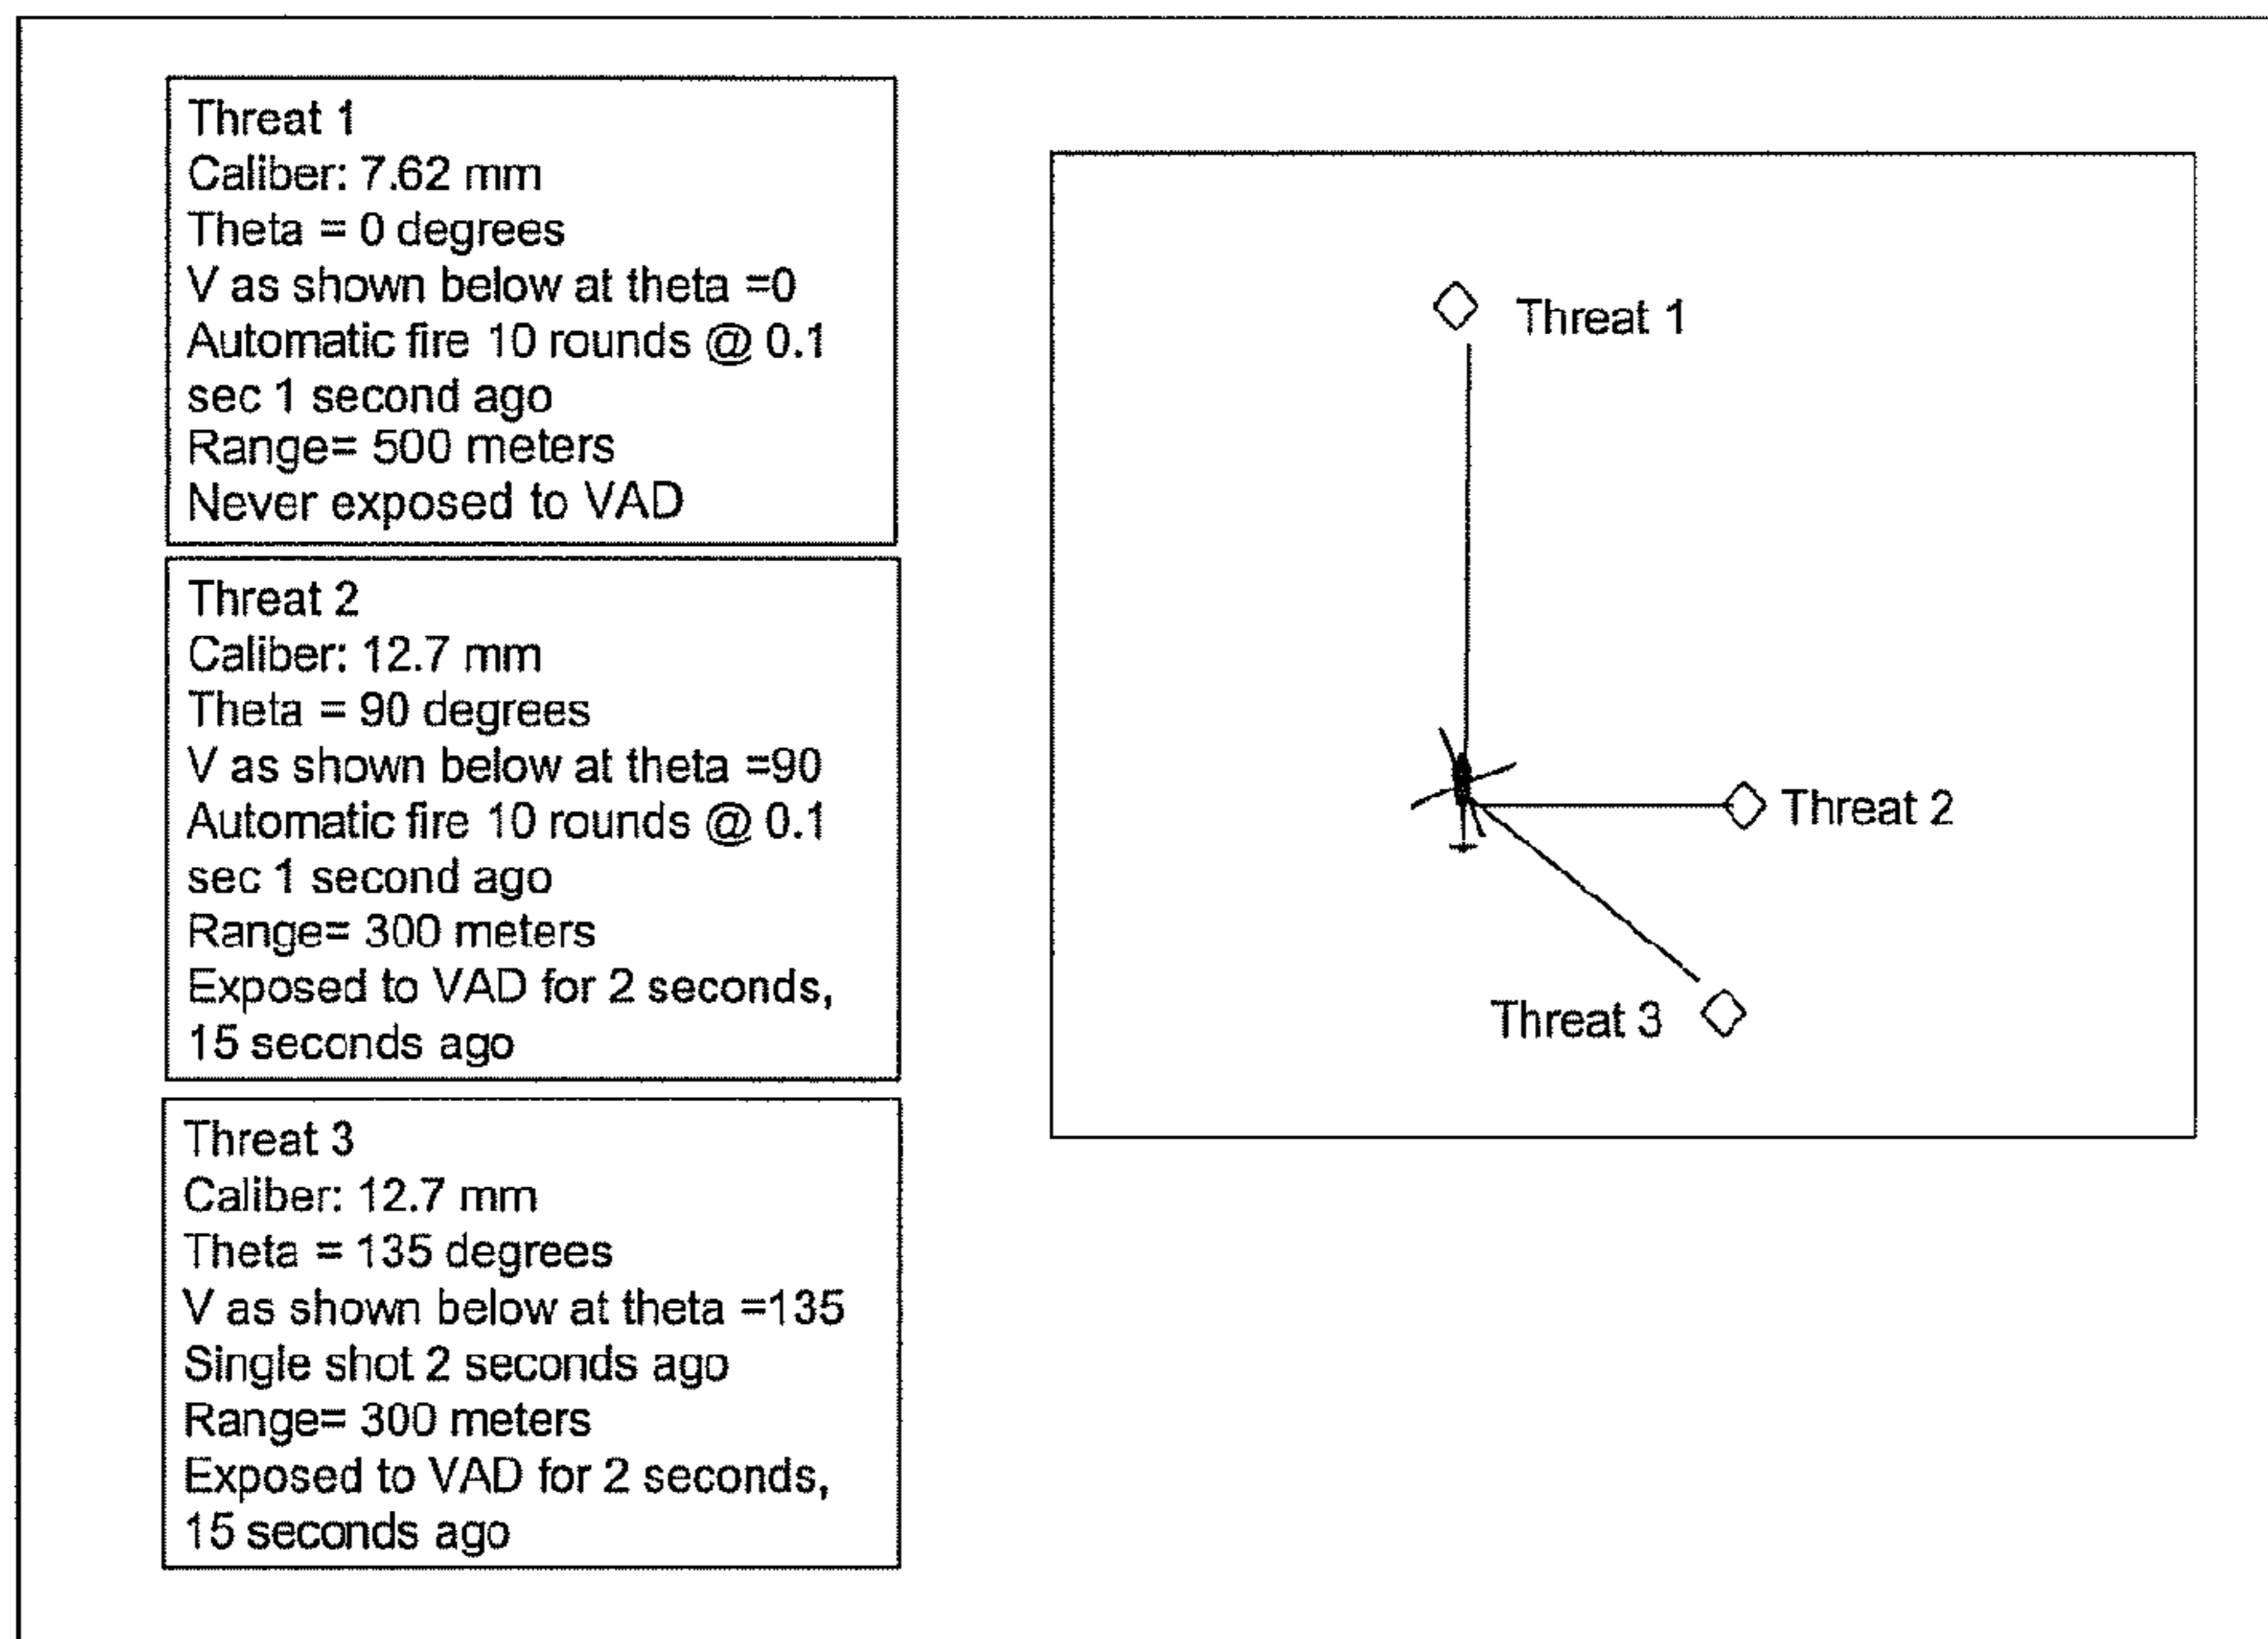 Threat 1
Caliber: 7.62 mm
Theta = 0 degrees
V as shown below at theta =0
Automatic fire 10 rounds @ 0.1
sec 1 second ago
Range= 500 meters
Never exposed to VAD
Threat 2
Caliber: 12.7 mm
Theta = 90 degrees
V as shown below at theta =90
Automatic fire 10 rounds @ 0.1
sec 1 second ago
Range= 300 meters
Exposed to VAD for 2 seconds,
15 seconds ago
Threat 3
Caliber: 12.7 mm
Theta = 135 degrees
V as shown below at theta =135
Single shot 2 seconds ago
Range= 300 meters
Exposed to VAD for 2 seconds,
15 seconds ago
Threat 1
Threat 2
Threat 3